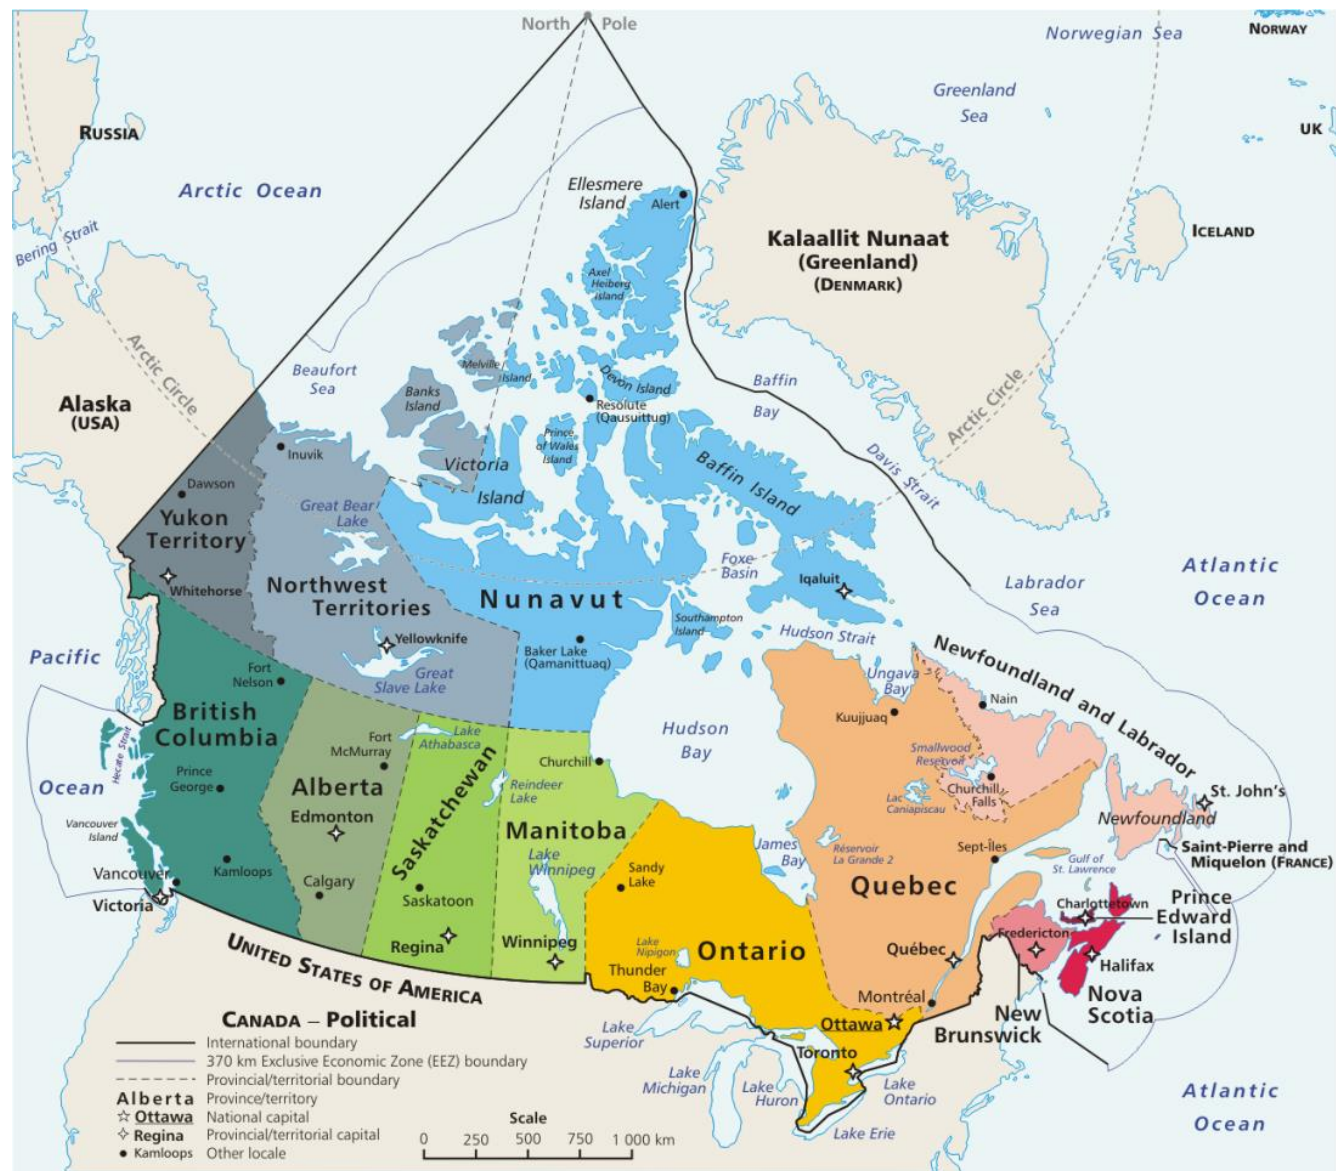 North Pole
Norwegian Sea
NORWAY
Greenland
Sea
UK
RUSSIA
Arctic Ocean
Ellesmere
Island
Alert
Bering Strait
Kalaallit Nunaat
(Greenland)
(DENMARK)
ICELAND
Axel
Heiberg
Island
Arctic Circle
Beaufort
Sea
Melville
Island
Devon Island
Baffin
Bay
Arctic Circle
Banks
Island
Resolute
(Qausuittuq)
Alaska
(USA)
Prince
of Wales
Island
Inuvik
Victoria
Island
Baffin Island
Davis Strait
Dawson
Great Bear
Lake
Yukon
Territory
Foxe
Basin
Iqaluit
Labrador
Sea
Atlantic
Ocean
Whitehorse
Northwest
Territories
Nunavut
Southampton
Island
Hudson Strait
Yellowknife
Baker Lake
(Qamanittuaq)
Newfoundland and Labrador
Pacific
Ocean
Fort
Nelson
Great
Slave Lake
Ungava
Bay
Nain
Kuujjuaq
British
Columbia
Hecate Strait
Fort
McMurray
Lake
Athabasca
Hudson
Bay
Smallwood
Reservoir
Churchill
Churchill
Falls
Lac
Caniapiscau
Prince
George
Alberta
Edmonton
Saskatchewan
Reindeer
Lake
St. John's
Newfoundland
Manitoba
Vancouver
Island
James
Bay
Réservoir
La Grande 2
Sept-Îles
Saint-Pierre and
Miquelon (FRANCE)
Lake
Winnipeg
Gulf of
St. Lawrence
Vancouver
Kamloops
Sandy
Lake
Quebec
Calgary
Saskatoon
Victoria
Charlottetown
Prince
Edward
Island
Regina
Winnipeg
Lake
Nipigon
Ontario
Québec
Fredericton
Halifax
UNITED STATES OF AMERICA
Thunder
Bay
Montréal
Nova
Scotia
New
Brunswick
Ottawa
Lake
Superior
Toronto
Lake
Michigan
Lake
Huron
Lake
Ontario
Lake Erie
Atlantic
Ocean
CANADA – Political
International boundary
370 km Exclusive Economic Zone (EEZ) boundary
Provincial/territorial boundary
Alberta Province/territory
Ottawa National capital
Regina Provincial/territorial capital
Kamloops Other locale
Scale
0 250 500 750 1 000 km